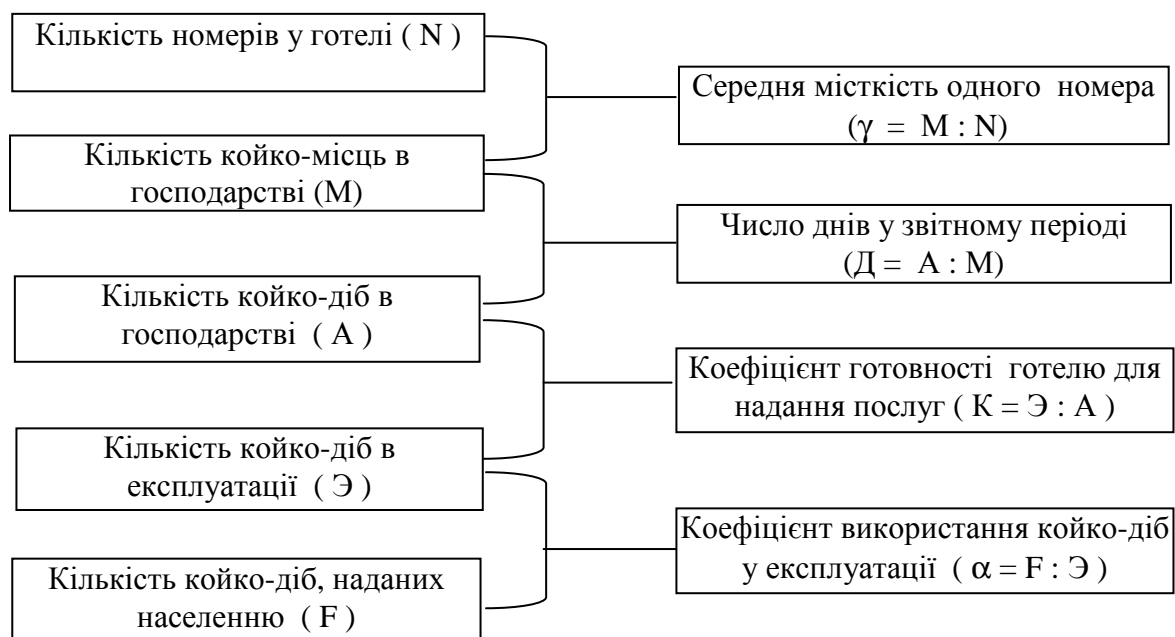 Кількість номерів у готелі ( N )
Середня місткість одного номера
(γ = М : N)
Кількість койко-місць в
господарстві (М)
Число днів у звітному періоді
(Д = А : М)
Кількість койко-діб в
господарстві ( А )
Коефіцієнт готовності готелю для
надання послуг ( К = Э : А )
Кількість койко-діб в
експлуатації ( Э )
Коефіцієнт використання койко-діб
у експлуатації ( α = F : Э )
Кількість койко-діб, наданих
населенню ( F )